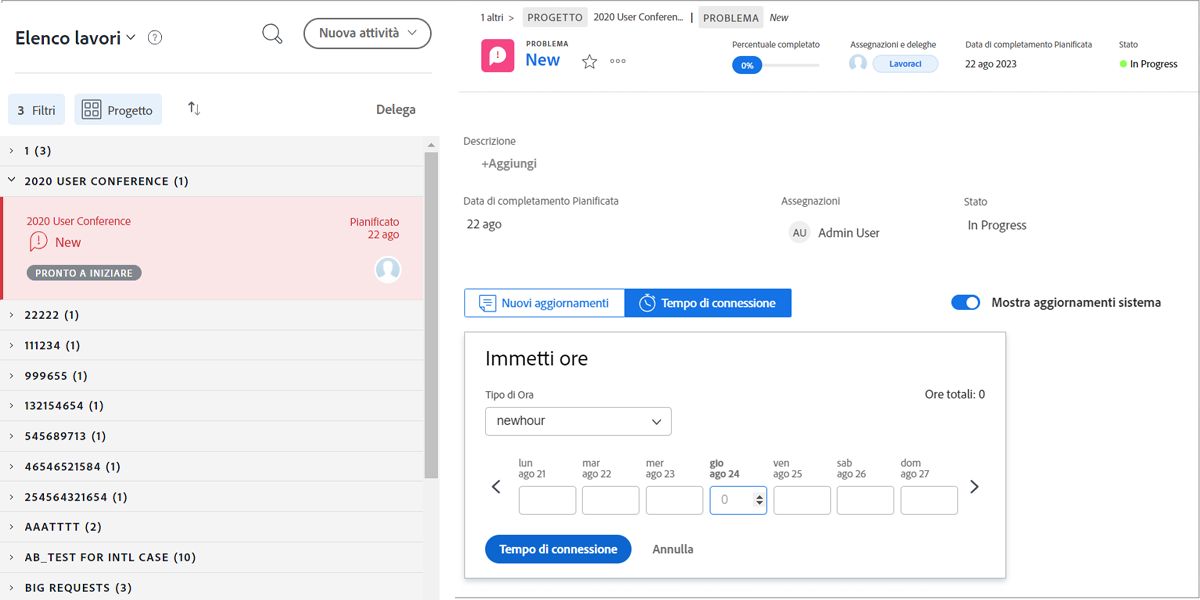 Elenco lavori
?
Nuova attività
3 Filtri
Progetto
Delega
1 (3)
2020 USER CONFERENCE (1)
2020 User Conference
Pianificato
New
22 ago
PRONTO A INIZIARE
22222 (1)
111234 (1)
999655 (1)
132154654 (1)
545689713 (1)
46546521584 (1)
254564321654 (1)
AAATTTT (2)
AB_TEST FOR INTL CASE (10)
BIG REQUESTS (3)
1 altri > PROGETTO 2020 User Conferen... | PROBLEMA New
PROBLEMA
New
Percentuale completato
0%
Assegnazioni e deleghe
Lavoraci
Data di completamento Pianificata
22 ago 2023
Stato
In Progress
Descrizione
+Aggiungi
Data di completamento Pianificata
22 ago
Assegnazioni
AU Admin User
Stato
In Progress
Nuovi aggiornamenti
Tempo di connessione
Mostra aggiornamenti sistema
Immetti ore
Tipo di Ora
Ore totali: 0
newhour
lun
ago 21
mar
ago 22
mer
ago 23
gio
ago 24
ven
ago 25
sab
ago 26
dom
ago 27
0
Tempo di connessione
Annulla